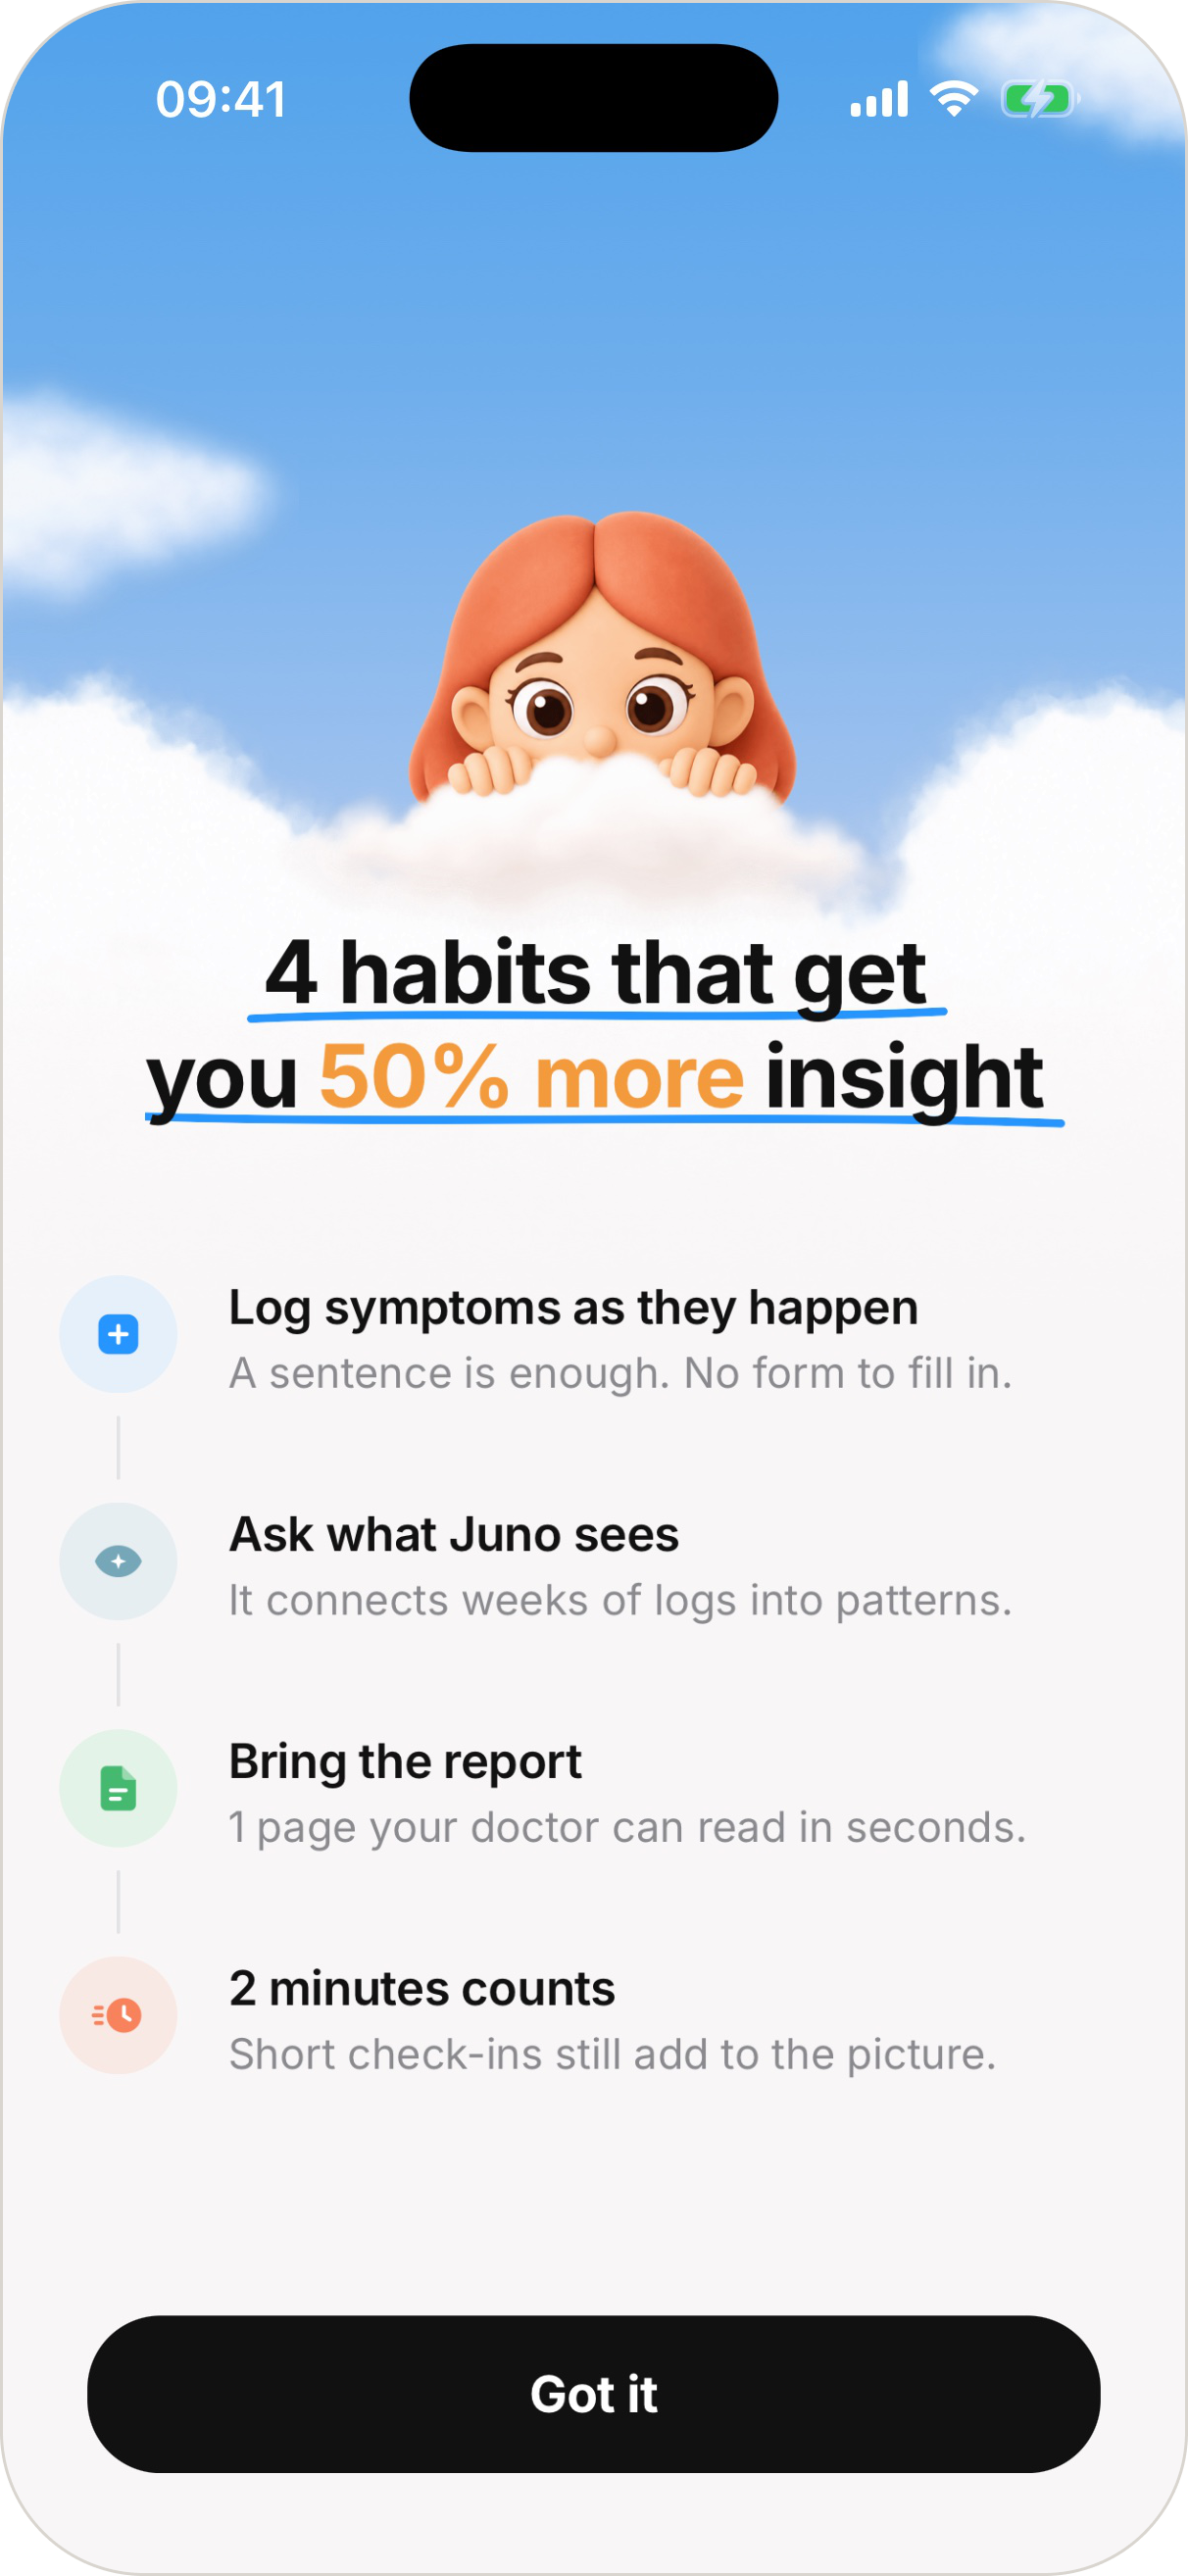 09:41
4 habits that get
you 50% more insight
Log symptoms as they happen
A sentence is enough. No form to fill in.
Ask what Juno sees
It connects weeks of logs into patterns.
Bring the report
1 page your doctor can read in seconds.
2 minutes counts
Short check-ins still add to the picture.
Got it